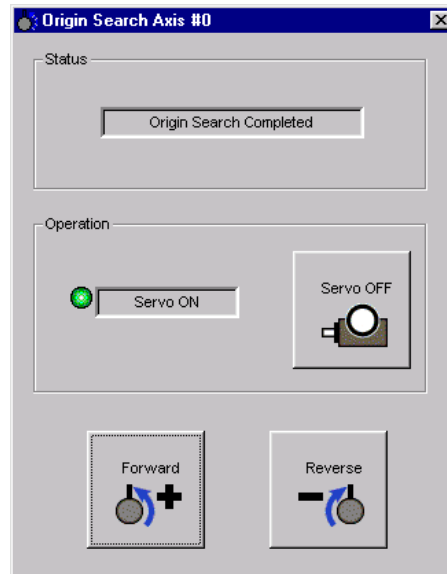 Origin Search Axis #0
Status
Origin Search Completed
Operation
Servo ON
Servo OFF
Forward
Reverse